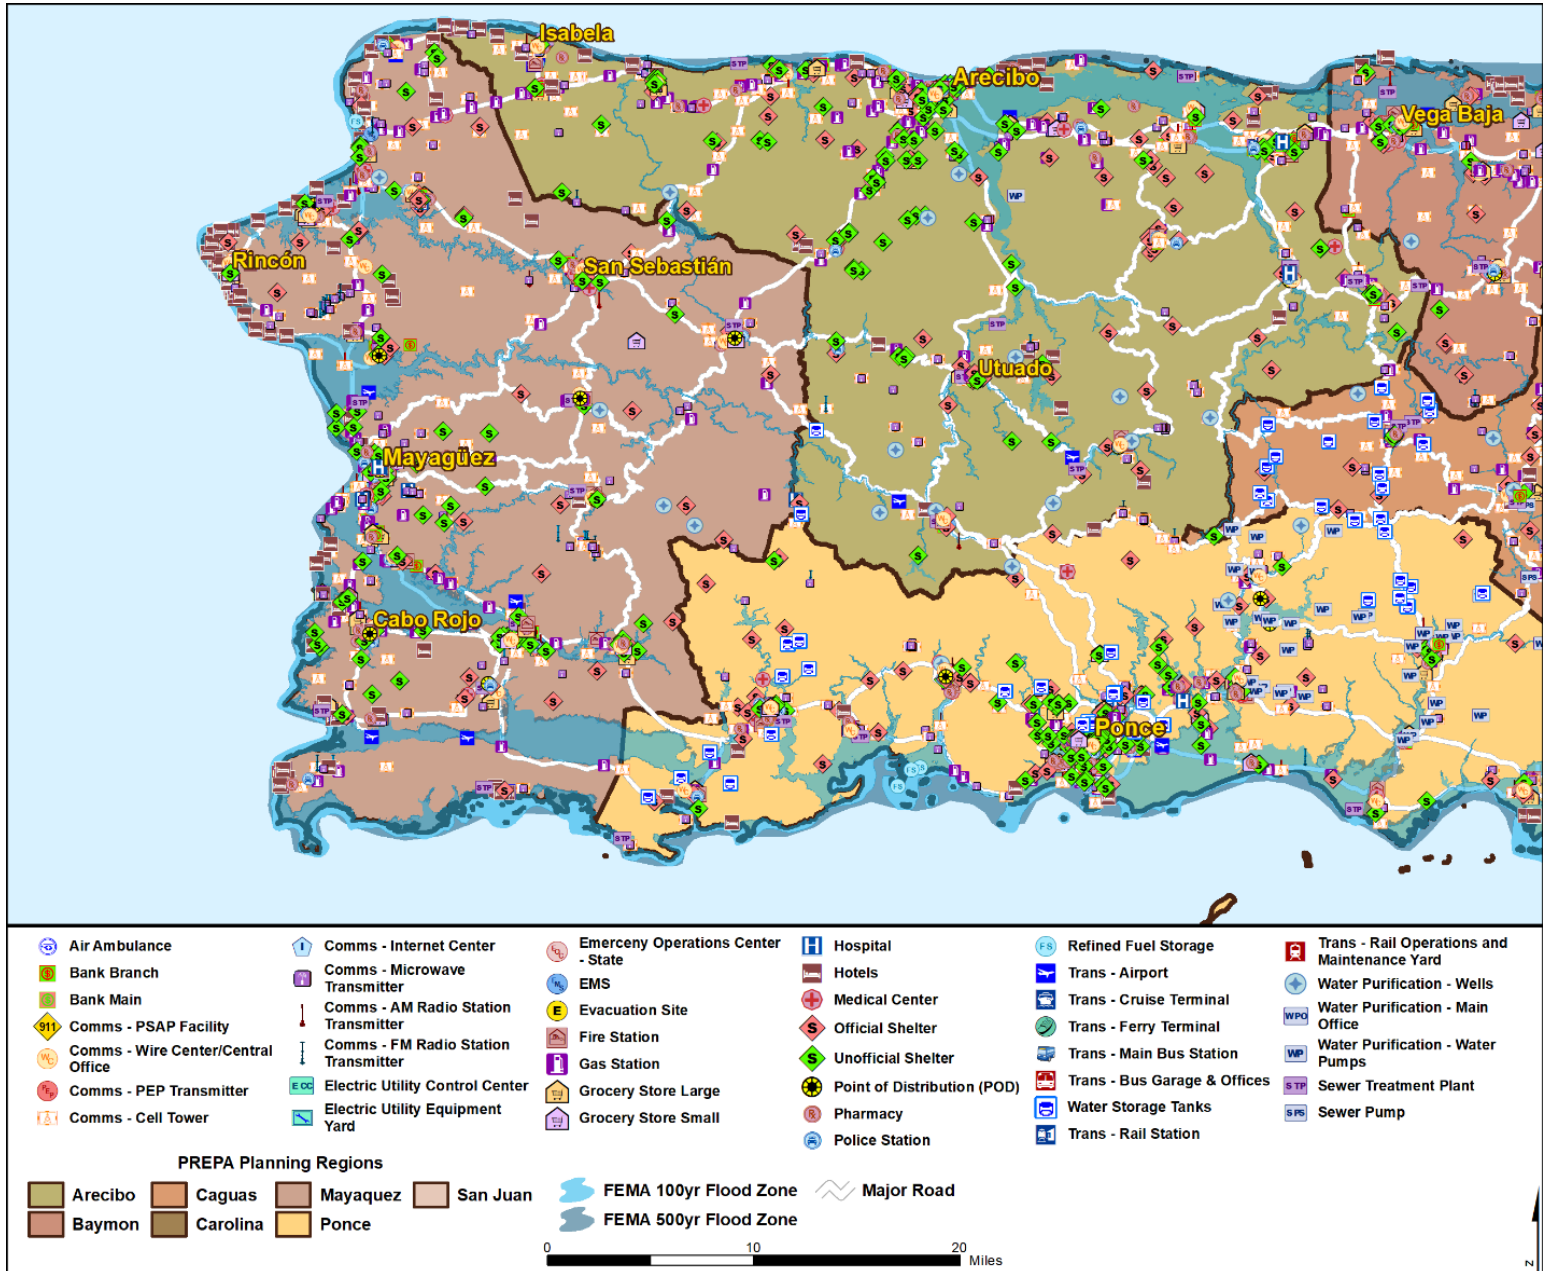 Isabela
Arecibo
Vega Baja
Rincón
San Sebastián
Utuado
Mayagüez
Cabo Rojo
Ponce
Air Ambulance
Bank Branch
Bank Main
911
Comms - PSAP Facility
Comms - Wire Center/Central
Office
Comms - PEP Transmitter
Comms - Cell Tower
Comms - Internet Center
Comms - Microwave
Transmitter
Comms - AM Radio Station
Transmitter
Comms - FM Radio Station
Transmitter
Electric Utility Control Center
Electric Utility Equipment
Yard
Emerceny Operations Center
- State
EMS
Evacuation Site
Fire Station
Gas Station
Grocery Store Large
Grocery Store Small
H
Hospital
Hotels
Medical Center
S
Official Shelter
S
Unofficial Shelter
Point of Distribution (POD)
Pharmacy
Police Station
FS
Refined Fuel Storage
Trans - Airport
Trans - Cruise Terminal
Trans - Ferry Terminal
Trans - Main Bus Station
Trans - Bus Garage & Offices
Water Storage Tanks
Trans - Rail Station
Trans - Rail Operations and
Maintenance Yard
Water Purification - Wells
WPO
Water Purification - Main
Office
WP
Water Purification - Water
Pumps
STP
Sewer Treatment Plant
SPS
Sewer Pump
PREPA Planning Regions
Arecibo
Caguas
Mayaquez
San Juan
Baymon
Carolina
Ponce
FEMA 100yr Flood Zone
Major Road
FEMA 500yr Flood Zone
0
10
20
Miles
N